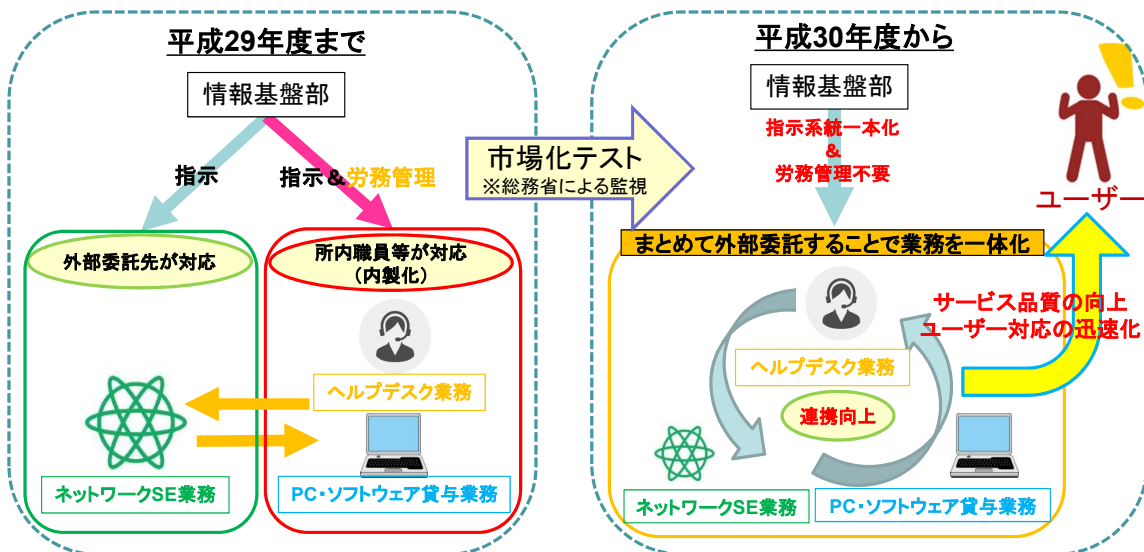 平成29年度まで
情報基盤部
指示
指示&労務管理
外部委託先が対応
所内職員等が対応
(内製化)
ヘルプデスク業務
ネットワークSE業務
PC・ソフトウェア貸与業務
市場化テスト
※総務省による監視
平成30年度から
情報基盤部
指示系統一本化
&
労務管理不要
ユーザー
まとめて外部委託することで業務を一体化
サービス品質の向上
ユーザー対応の迅速化
ヘルプデスク業務
連携向上
ネットワークSE業務
PC・ソフトウェア貸与業務